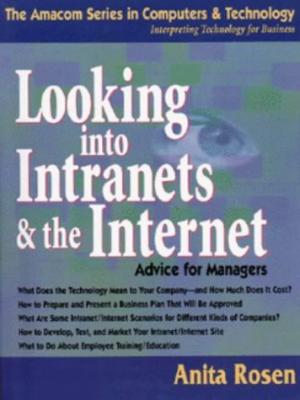 The Amacom Series in Computers & Technology
Interpreting Technology for Business
Looking
into
Intranets
& the Internet
Advice for Managers
What Does the Technology Mean to Your Company—and How Much Does it Cost?
How to Prepare and Present a Business Plan That Will Be Approved
What Are Some Intranet/Internet Scenarios for Different Kinds of Companies?
How to Develop, Test, and Market Your Intranet/Internet Site
What to Do About Employee Training/Education
Anita Rosen